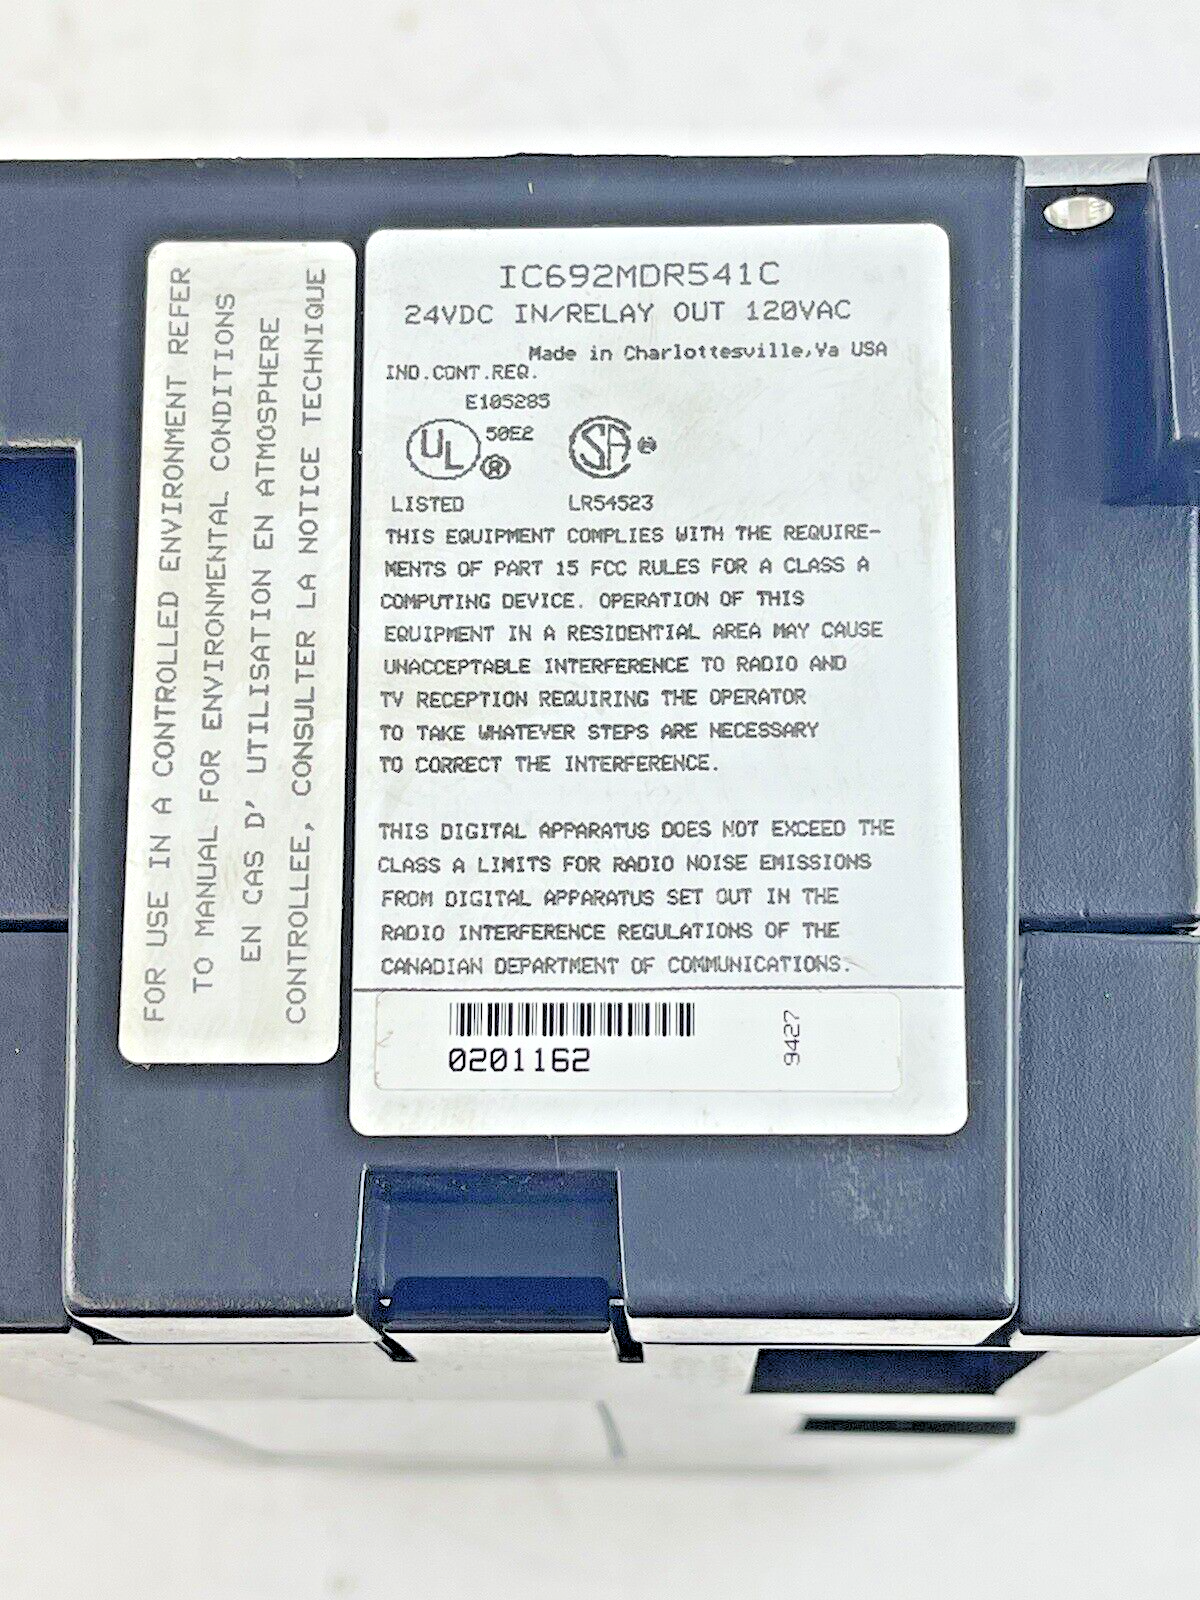 FOR USE IN A CONTROLLED ENVIRONMENT REFER
TO MANUAL FOR ENVIRONMENTAL CONDITIONS
EN CAS D' UTILISATION EN ATMOSPHERE
CONTROLLEE, CONSULTER LA NOTICE TECHNIQUE
IC692MDR541C
24VDC IN/RELAY OUT 120VAC
Made in Charlottesville,Va USA
IND.CONT.REQ.
E105285
UL 50E2 ® SA
LISTED LR54523
THIS EQUIPMENT COMPLIES WITH THE REQUIRE-
MENTS OF PART 15 FCC RULES FOR A CLASS A
COMPUTING DEVICE. OPERATION OF THIS
EQUIPMENT IN A RESIDENTIAL AREA MAY CAUSE
UNACCEPTABLE INTERFERENCE TO RADIO AND
TV RECEPTION REQUIRING THE OPERATOR
TO TAKE WHATEVER STEPS ARE NECESSARY
TO CORRECT THE INTERFERENCE.
THIS DIGITAL APPARATUS DOES NOT EXCEED THE
CLASS A LIMITS FOR RADIO NOISE EMISSIONS
FROM DIGITAL APPARATUS SET OUT IN THE
RADIO INTERFERENCE REGULATIONS OF THE
CANADIAN DEPARTMENT OF COMMUNICATIONS.
0201162
9427